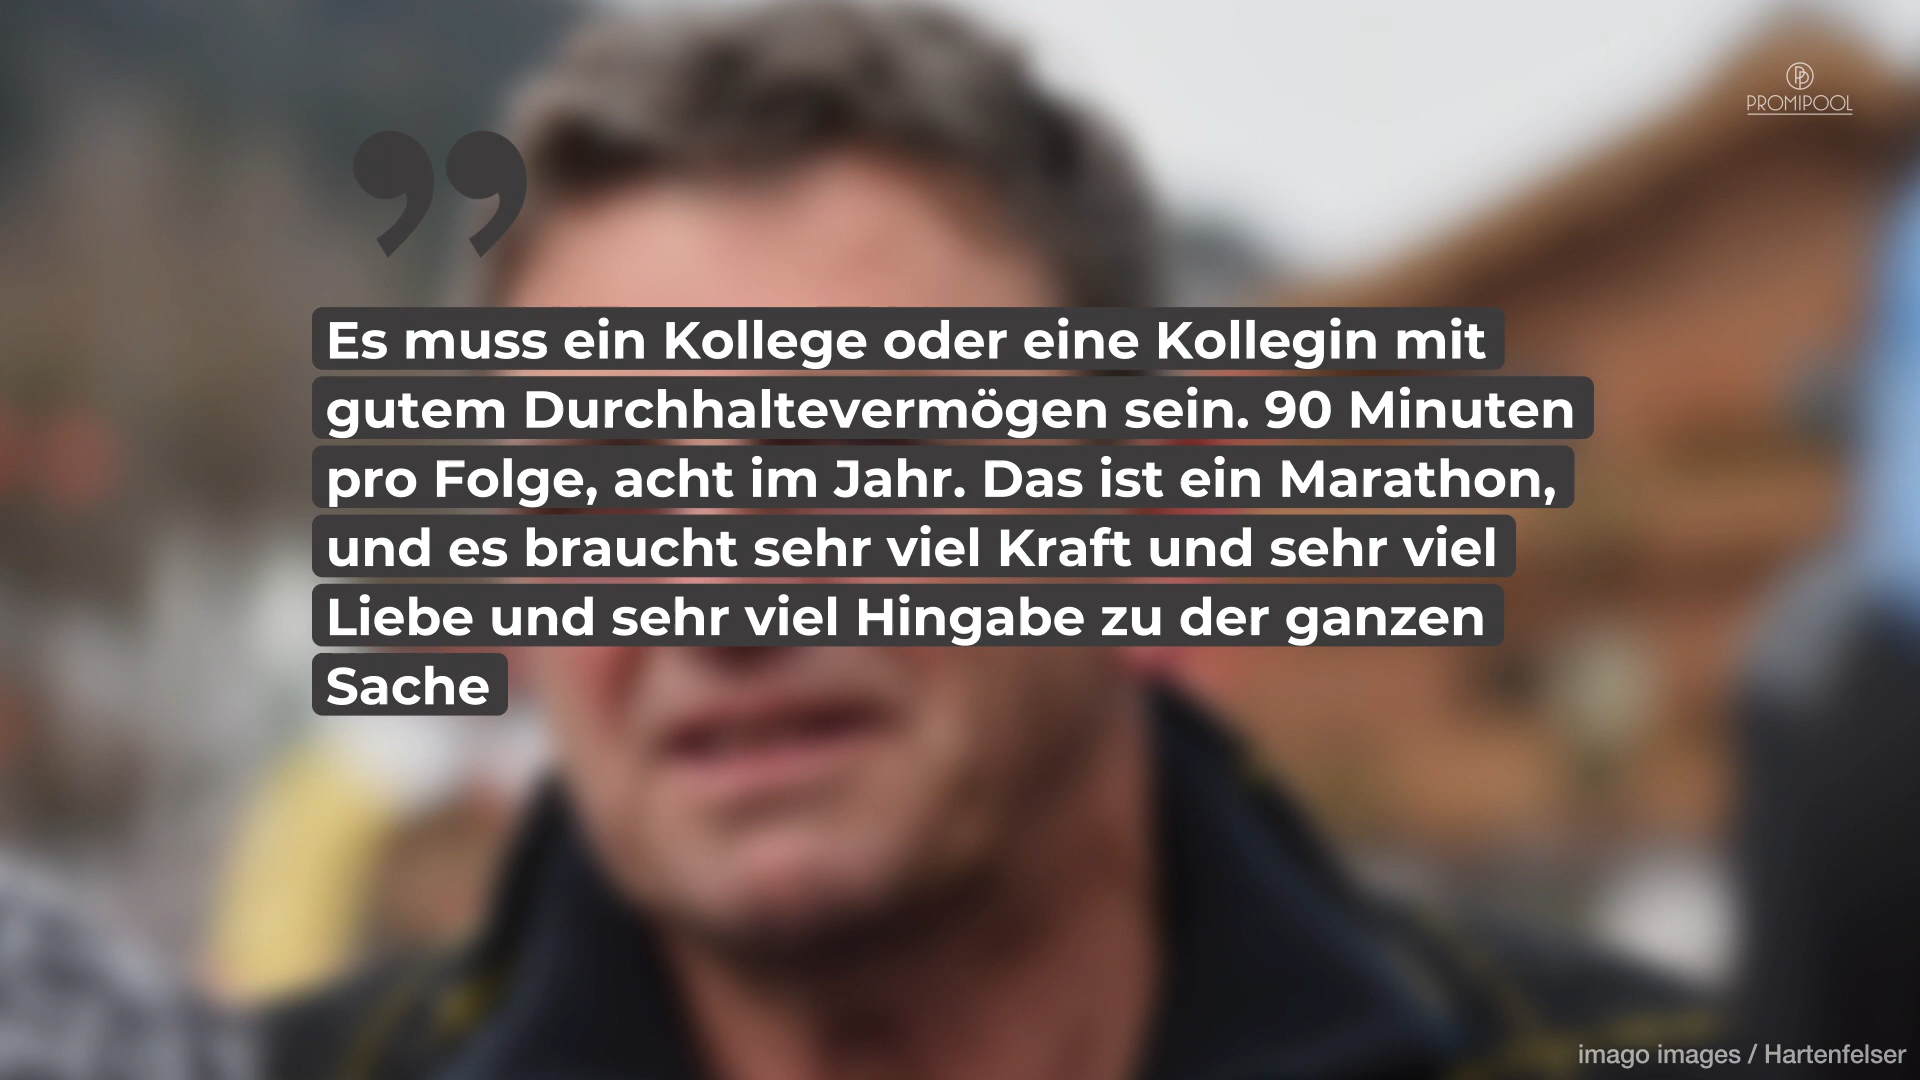 PROMIPOOL
”
Es muss ein Kollege oder eine Kollegin mit
gutem Durchhaltevermögen sein. 90 Minuten
pro Folge, acht im Jahr. Das ist ein Marathon,
und es braucht sehr viel Kraft und sehr viel
Liebe und sehr viel Hingabe zu der ganzen
Sache
imago images / Hartenfelser